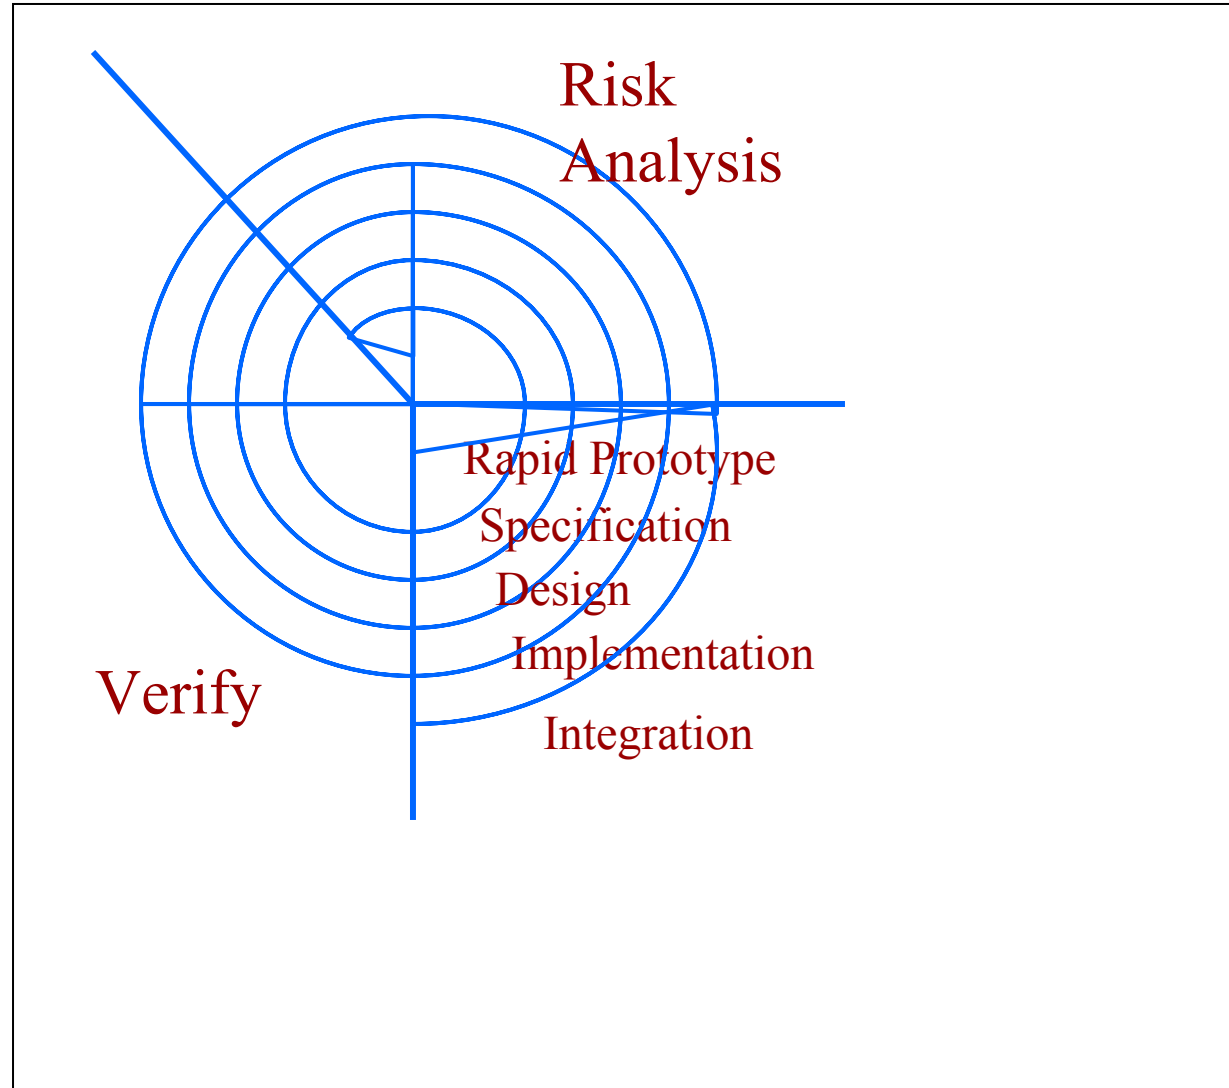 Risk
Analysis
Rapid Prototype
Specification
Design
Implementation
Verify
Integration